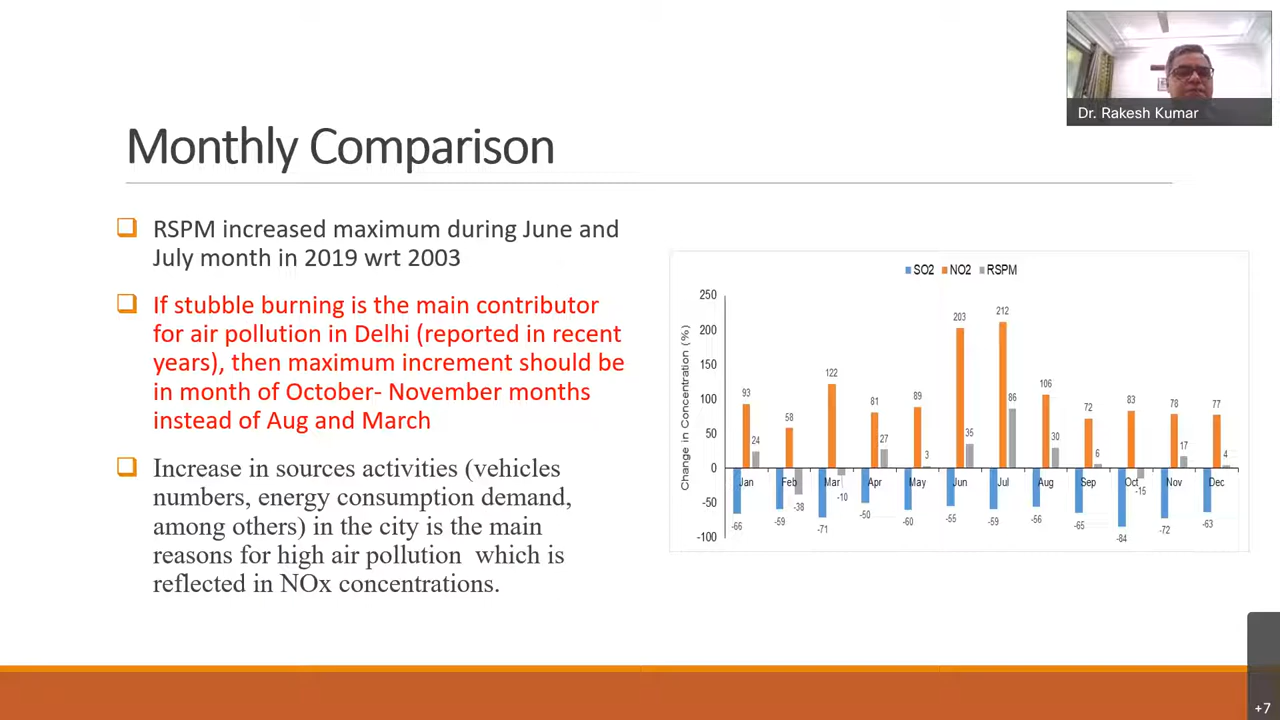 Dr. Rakesh Kumar
Monthly Comparison
RSPM increased maximum during June and
July month in 2019 wrt 2003
If stubble burning is the main contributor
for air pollution in Delhi (reported in recent
years), then maximum increment should be
in month of October- November months
instead of Aug and March
Increase in sources activities (vehicles
numbers, energy consumption demand,
among others) in the city is the main
reasons for high air pollution which is
reflected in NOx concentrations.
SO2 NO2 RSPM
Change in Concentration (%)
250
200
150
100
50
0
-50
-100
93 58 122 81 89 203 212 106 72 83 78 77
24 -38 -10 27 3 35 86 30 6 -15 17 4
Jan Feb Mar Apr May Jun Jul Aug Sep Oct Nov Dec
-66 -59 -71 -50 -60 -55 -59 -56 -65 -84 -72 -63
+7